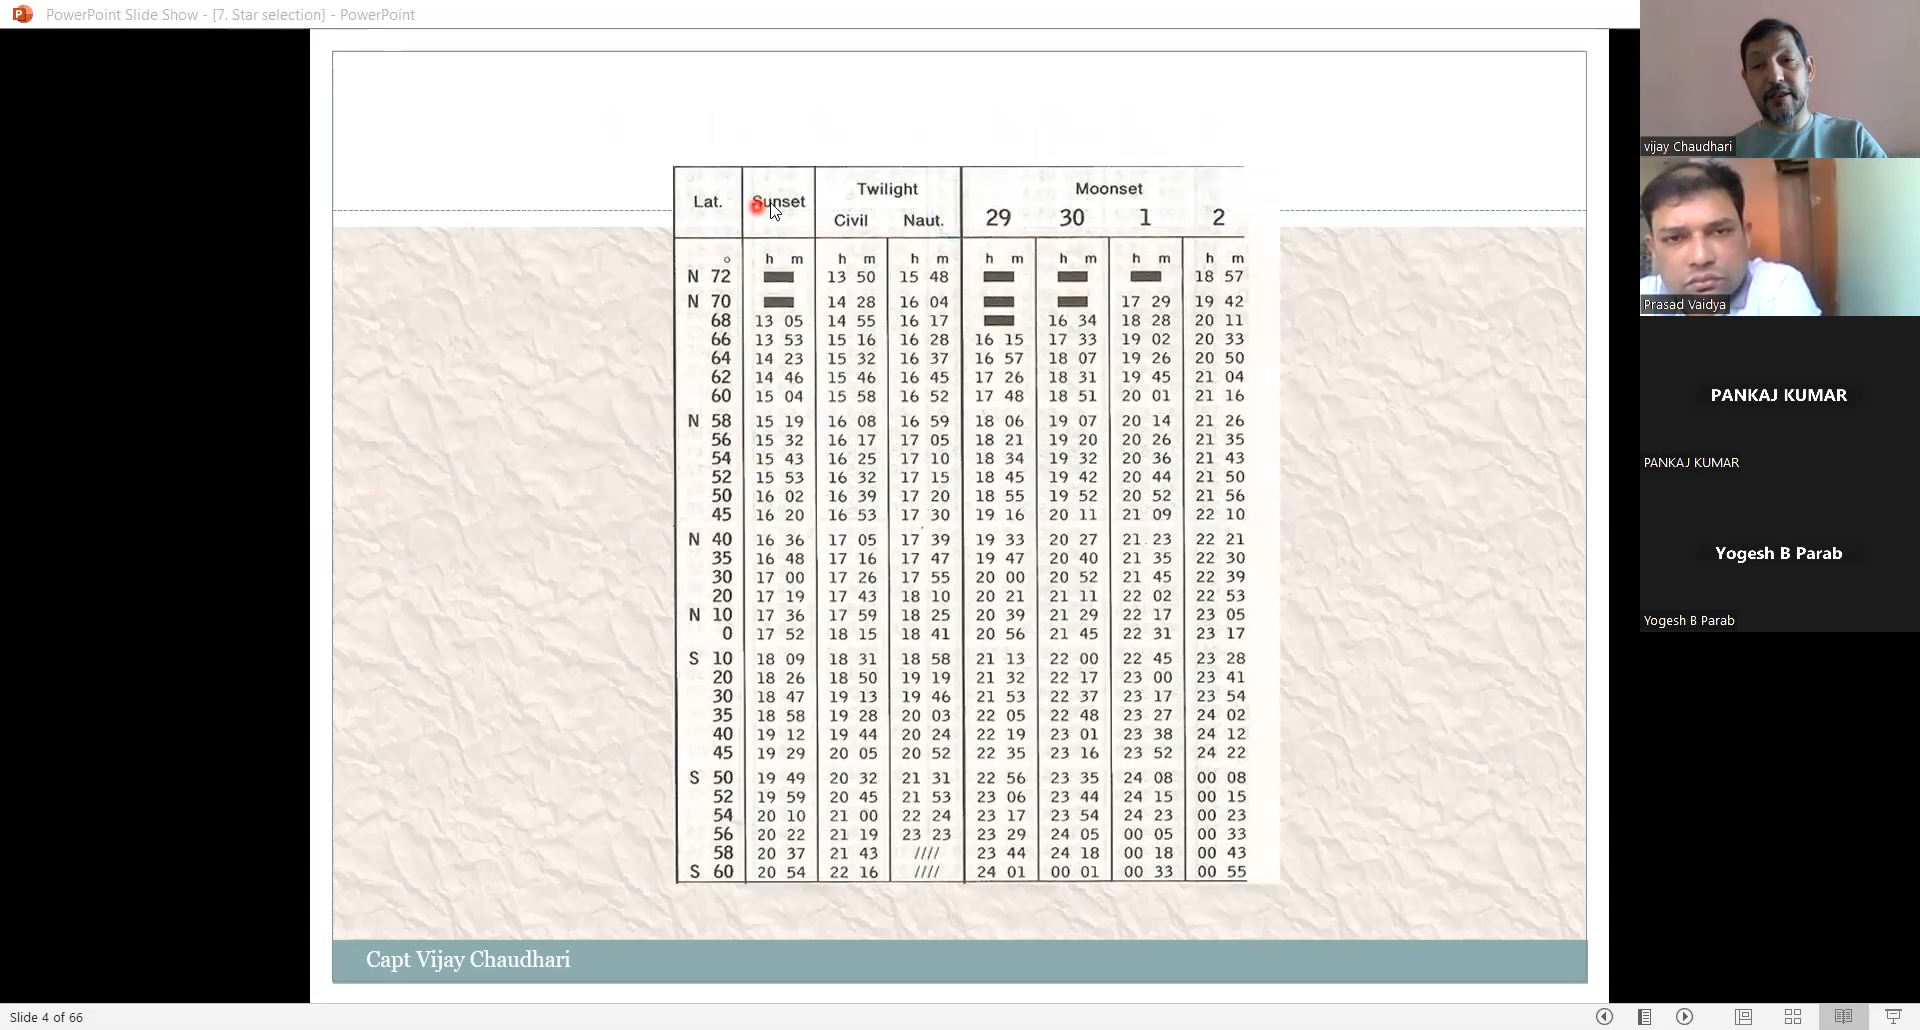 PowerPoint Slide Show - [7. Star selection] - PowerPoint
Lat. Sunset Twilight Moonset
Civil Naut. 29 30 1 2
° h m h m h m h m h m h m h m
N 72 13 50 15 48 18 57
N 70 14 28 16 04 17 29 19 42
68 13 05 14 55 16 17 16 34 18 28 20 11
66 13 53 15 16 16 28 16 15 17 33 19 02 20 33
64 14 23 15 32 16 37 16 57 18 07 19 26 20 50
62 14 46 15 46 16 45 17 26 18 31 19 45 21 04
60 15 04 15 58 16 52 17 48 18 51 20 01 21 16
N 58 15 19 16 08 16 59 18 06 19 07 20 14 21 26
56 15 32 16 17 17 05 18 21 19 20 20 26 21 35
54 15 43 16 25 17 10 18 34 19 32 20 36 21 43
52 15 53 16 32 17 15 18 45 19 42 20 44 21 50
50 16 02 16 39 17 20 18 55 19 52 20 52 21 56
45 16 20 16 53 17 30 19 16 20 11 21 09 22 10
N 40 16 36 17 05 17 39 19 33 20 27 21 23 22 21
35 16 48 17 16 17 47 19 47 20 40 21 35 22 30
30 17 00 17 26 17 55 20 00 20 52 21 45 22 39
20 17 19 17 43 18 10 20 21 21 11 22 02 22 53
N 10 17 36 17 59 18 25 20 39 21 29 22 17 23 05
0 17 52 18 15 18 41 20 56 21 45 22 31 23 17
S 10 18 09 18 31 18 58 21 13 22 00 22 45 23 28
20 18 26 18 50 19 19 21 32 22 17 23 00 23 41
30 18 47 19 13 19 46 21 53 22 37 23 17 23 54
35 18 58 19 28 20 03 22 05 22 48 23 27 24 02
40 19 12 19 44 20 24 22 19 23 01 23 38 24 12
45 19 29 20 05 20 52 22 35 23 16 23 52 24 22
S 50 19 49 20 32 21 31 22 56 23 35 24 08 00 08
52 19 59 20 45 21 53 23 06 23 44 24 15 00 15
54 20 10 21 00 22 24 23 17 23 54 24 23 00 23
56 20 22 21 19 23 23 23 29 24 05 00 05 00 33
58 20 37 21 43 //// 23 44 24 18 00 18 00 43
S 60 20 54 22 16 //// 24 01 00 01 00 33 00 55
Capt Vijay Chaudhari
Slide 4 of 66
vijay Chaudhari
Prasad Vaidya
PANKAJ KUMAR
PANKAJ KUMAR
Yogesh B Parab
Yogesh B Parab